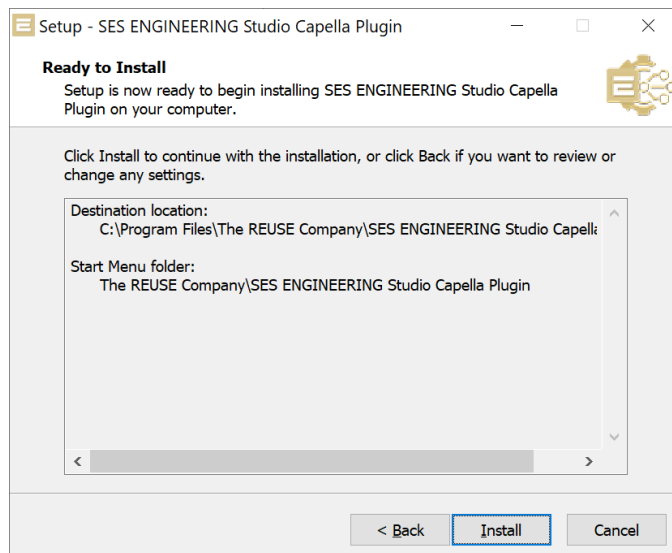 Setup - SES ENGINEERING Studio Capella Plugin
Ready to Install
Setup is now ready to begin installing SES ENGINEERING Studio Capella
Plugin on your computer.
Click Install to continue with the installation, or click Back if you want to review or
change any settings.
Destination location:
C:\Program Files\The REUSE Company\SES ENGINEERING Studio Capella
Start Menu folder:
The REUSE Company\SES ENGINEERING Studio Capella Plugin
< Back
Install
Cancel